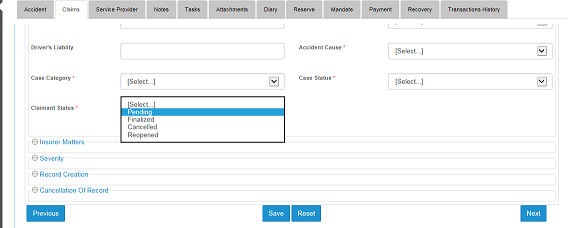 Accident Claims Service Provider Notes Tasks Attachments Diary Reserve Mandate Payment Recovery Transactions History
Driver's Liablity
Accident Cause *
[Select...]
Case Category *
[Select...]
Case Status *
[Select...]
Claimant Status *
[Select...]
Pending
Finalized
Cancelled
Reopened
Insurer Matters
Severity
Record Creation
Cancellation Of Record
Previous Save Reset Next